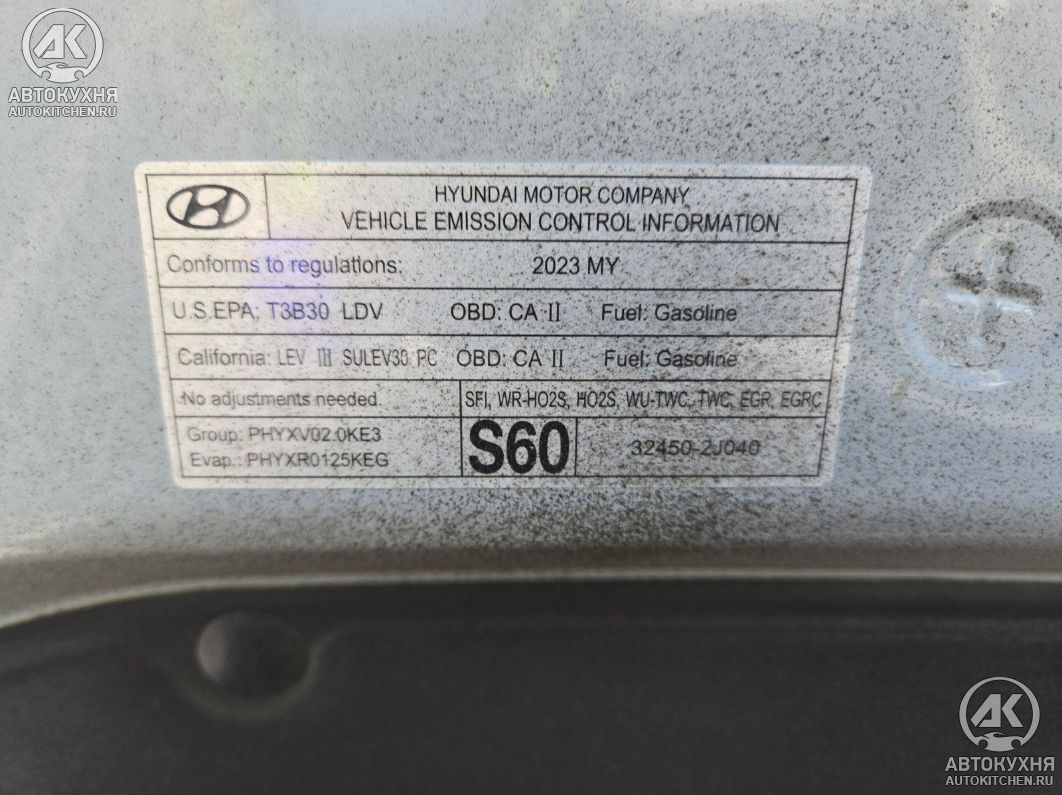 AK
АВТОКУХНЯ
AUTOKITCHEN.RU
HYUNDAI MOTOR COMPANY
VEHICLE EMISSION CONTROL INFORMATION
Conforms to regulations: 2023 MY
U.S.EPA: T3B30 LDV OBD: CA II Fuel: Gasoline
California: LEV III SULEV30 PC OBD: CA II Fuel: Gasoline
No adjustments needed. SFI, WR-HO2S, HO2S, WU-TWC, TWC, EGR, EGRC
Group: PHYXV02.0KE3
Evap.: PHYXR0125KEG
S60
32450-2J040
AK
АВТОКУХНЯ
AUTOKITCHEN.RU